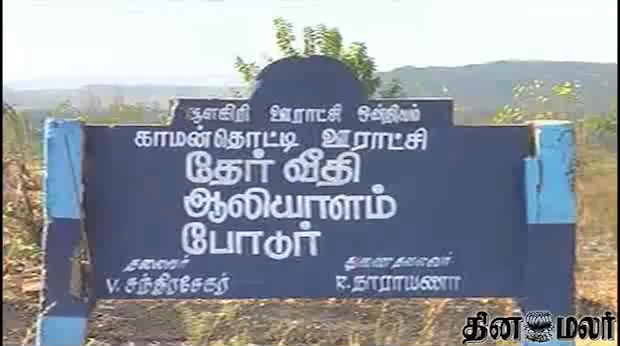 சூளகிரி ஊராட்சி ஒன்றியம்
காமன்தொட்டி ஊராட்சி
தேர் வீதி
ஆலியாளம்
போடூர்
தலைவர் துணைதலைவர்
V. சந்திரசேகர் R. நாராயணா
தினமலர்